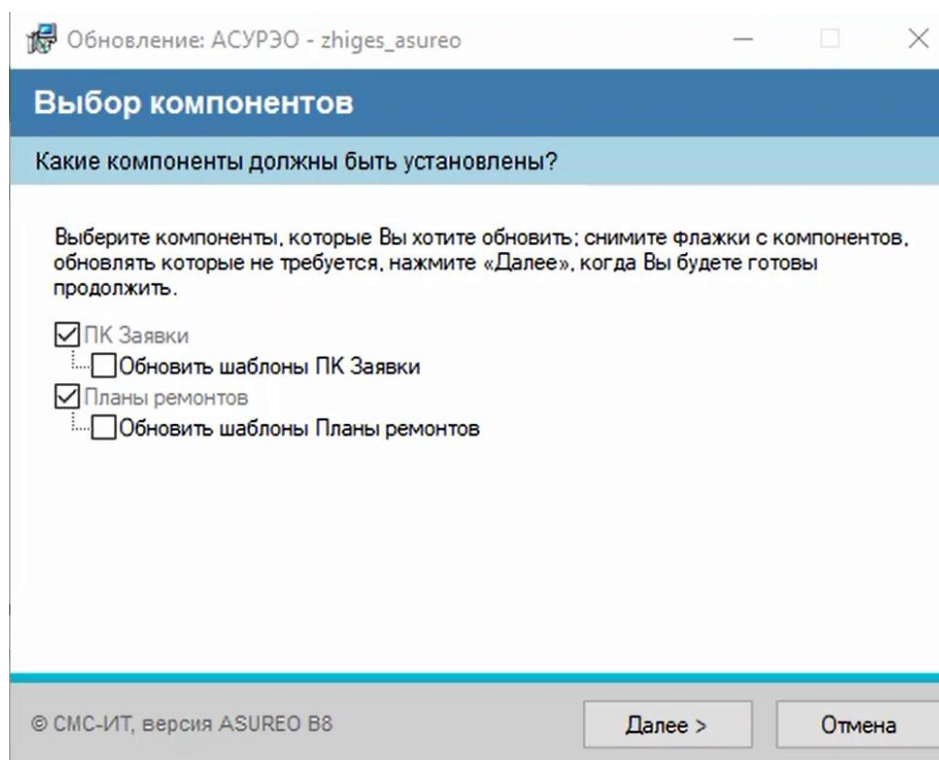 Обновление: АСУРЭО - zhiges_asureo
Выбор компонентов
Какие компоненты должны быть установлены?
Выберите компоненты, которые Вы хотите обновить; снимите флажки с компонентов,
обновлять которые не требуется, нажмите «Далее», когда Вы будете готовы
продолжить.
ПК Заявки
Обновить шаблоны ПК Заявки
Планы ремонтов
Обновить шаблоны Планы ремонтов
© СМС-ИТ, версия ASUREO B8
Далее >
Отмена